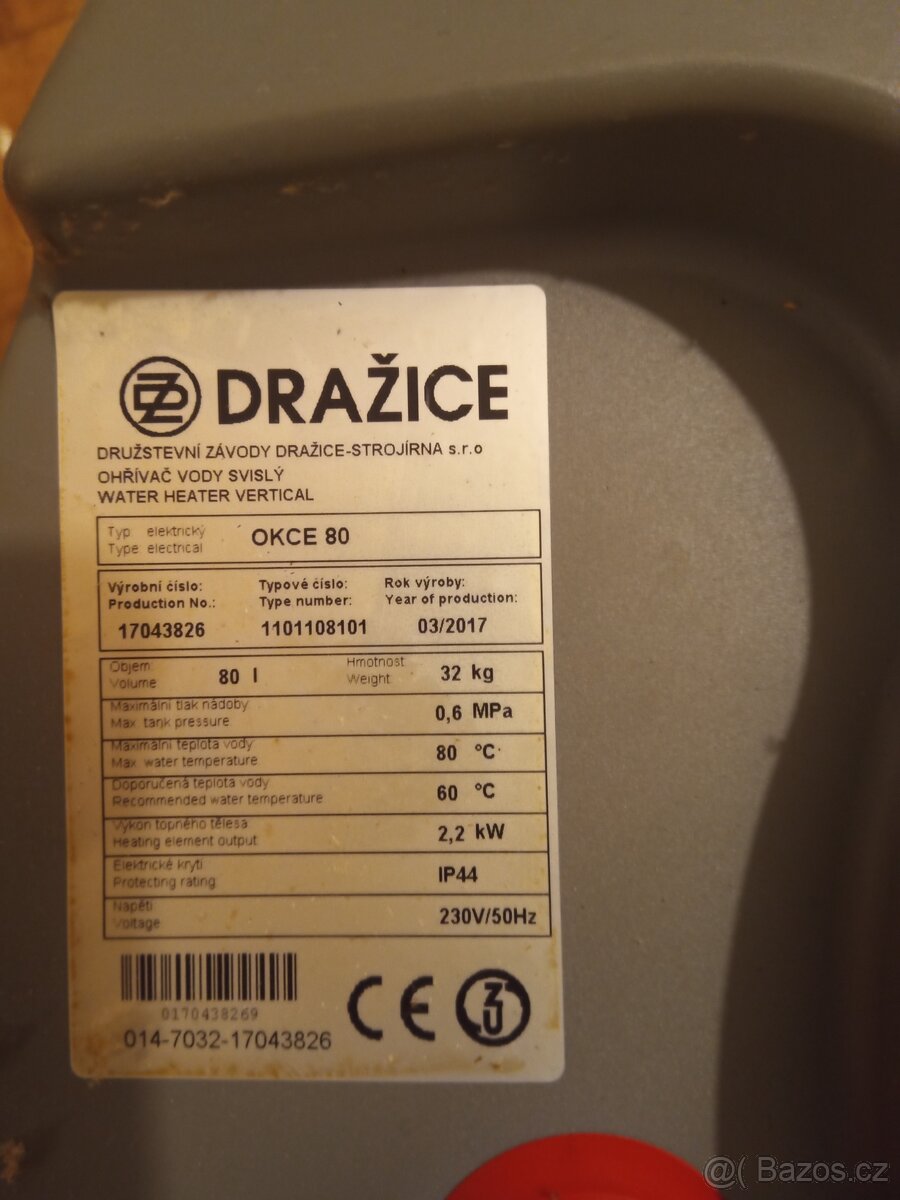 DRAŽICE
DRUŽSTEVNÍ ZÁVODY DRAŽICE-STROJÍRNA s.r.o
OHŘÍVAČ VODY SVISLÝ
WATER HEATER VERTICAL
Typ: elektrický
Type: electrical
OKCE 80
Výrobní číslo:
Production No.:
17043826
Typové číslo:
Type number:
1101108101
Rok výroby:
Year of production:
03/2017
Objem
Volume
80 l
Hmotnost
Weight
32 kg
Maximální tlak nádoby
Max. tank pressure
0,6 MPa
Maximální teplota vody
Max. water temperature
80 °C
Doporučená teplota vody
Recommended water temperature
60 °C
Výkon topného tělesa
Heating element output
2,2 kW
Elektrické krytí
Protecting rating
IP44
Napětí
Voltage
230V/50Hz
0170438269
014-7032-17043826
CE
@( Bazos.cz